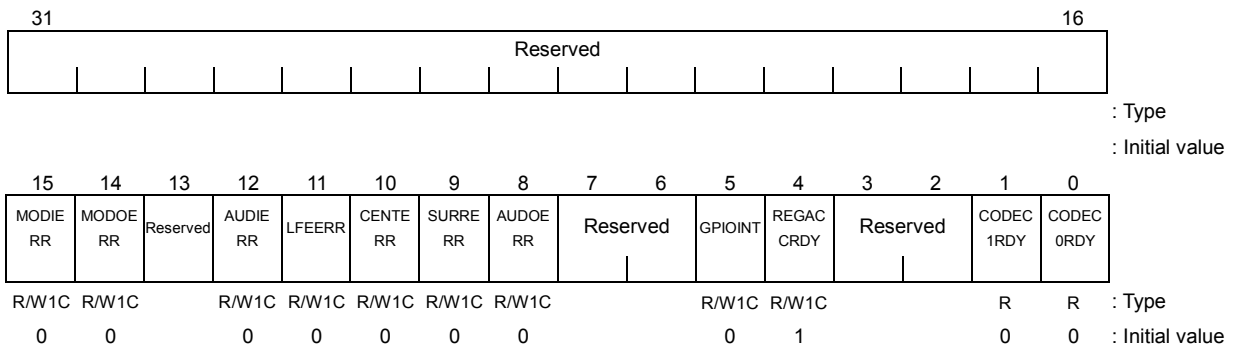 31 16
Reserved
: Type
: Initial value
15 14 13 12 11 10 9 8 7 6 5 4 3 2 1 0
MODIE MODOE Reserved AUDIE LFEERR CENTE SURRE AUDOE Reserved GPIOINT REGAC Reserved CODEC CODEC
RR RR RR RR RR RR CRDY 1RDY 0RDY
R/W1C R/W1C R/W1C R/W1C R/W1C R/W1C R/W1C R/W1C R/W1C R R : Type
0 0 0 0 0 0 0 0 1 0 0 : Initial value